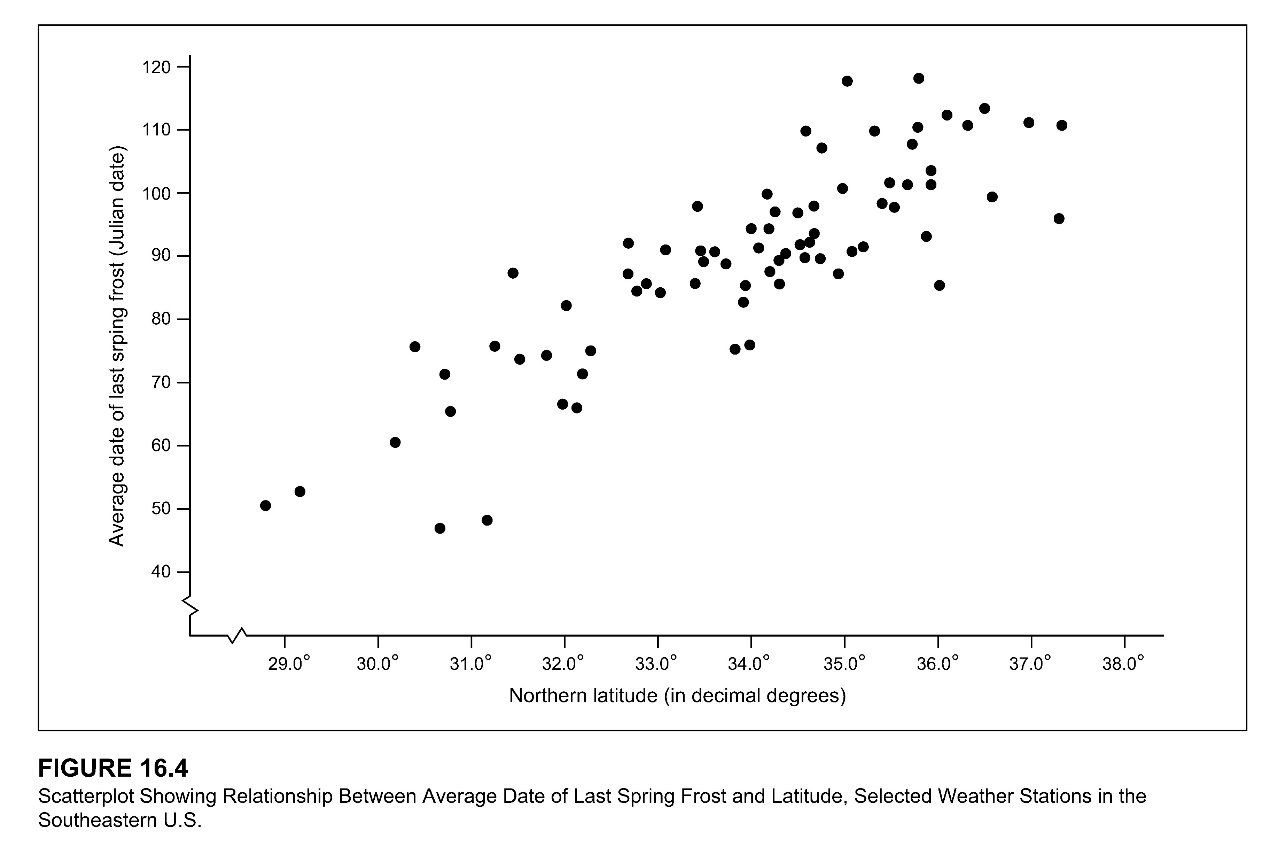 120
110
100
90
80
70
60
50
40
Average date of last srping frost (Julian date)
29.0° 30.0° 31.0° 32.0° 33.0° 34.0° 35.0° 36.0° 37.0° 38.0°
Northern latitude (in decimal degrees)
FIGURE 16.4
Scatterplot Showing Relationship Between Average Date of Last Spring Frost and Latitude, Selected Weather Stations in the
Southeastern U.S.